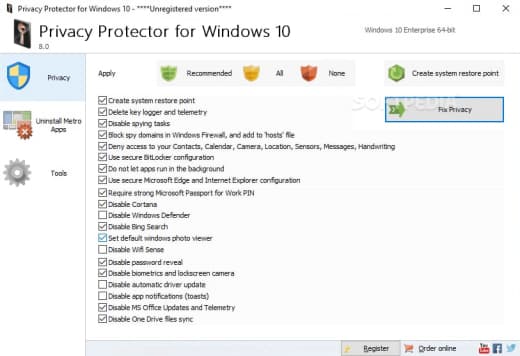 Privacy Protector for Windows 10 - ****Unregistered version****
Privacy Protector for Windows 10
8.0
Windows 10 Enterprise 64-bit
Privacy
Uninstall Metro Apps
Tools
Apply
Recommended
All
None
Create system restore point
SOFTPEDIA
Fix Privacy
Create system restore point
Delete key logger and telemetry
Disable spying tasks
Block spy domains in Windows Firewall, and add to 'hosts' file
Deny access to your Contacts, Calendar, Camera, Location, Sensors, Messages, Handwriting
Use secure BitLocker configuration
Do not let apps run in the background
Use secure Microsoft Edge and Internet Explorer configuration
Require strong Microsoft Passport for Work PIN
Disable Cortana
Disable Windows Defender
Disable Bing Search
Set default windows photo viewer
Disable Wifi Sense
Disable password reveal
Disable biometrics and lockscreen camera
Disable automatic driver update
Disable app notifications (toasts)
Disable MS Office Updates and Telemetry
Disable One Drive files sync
Register
Order online
You Tube